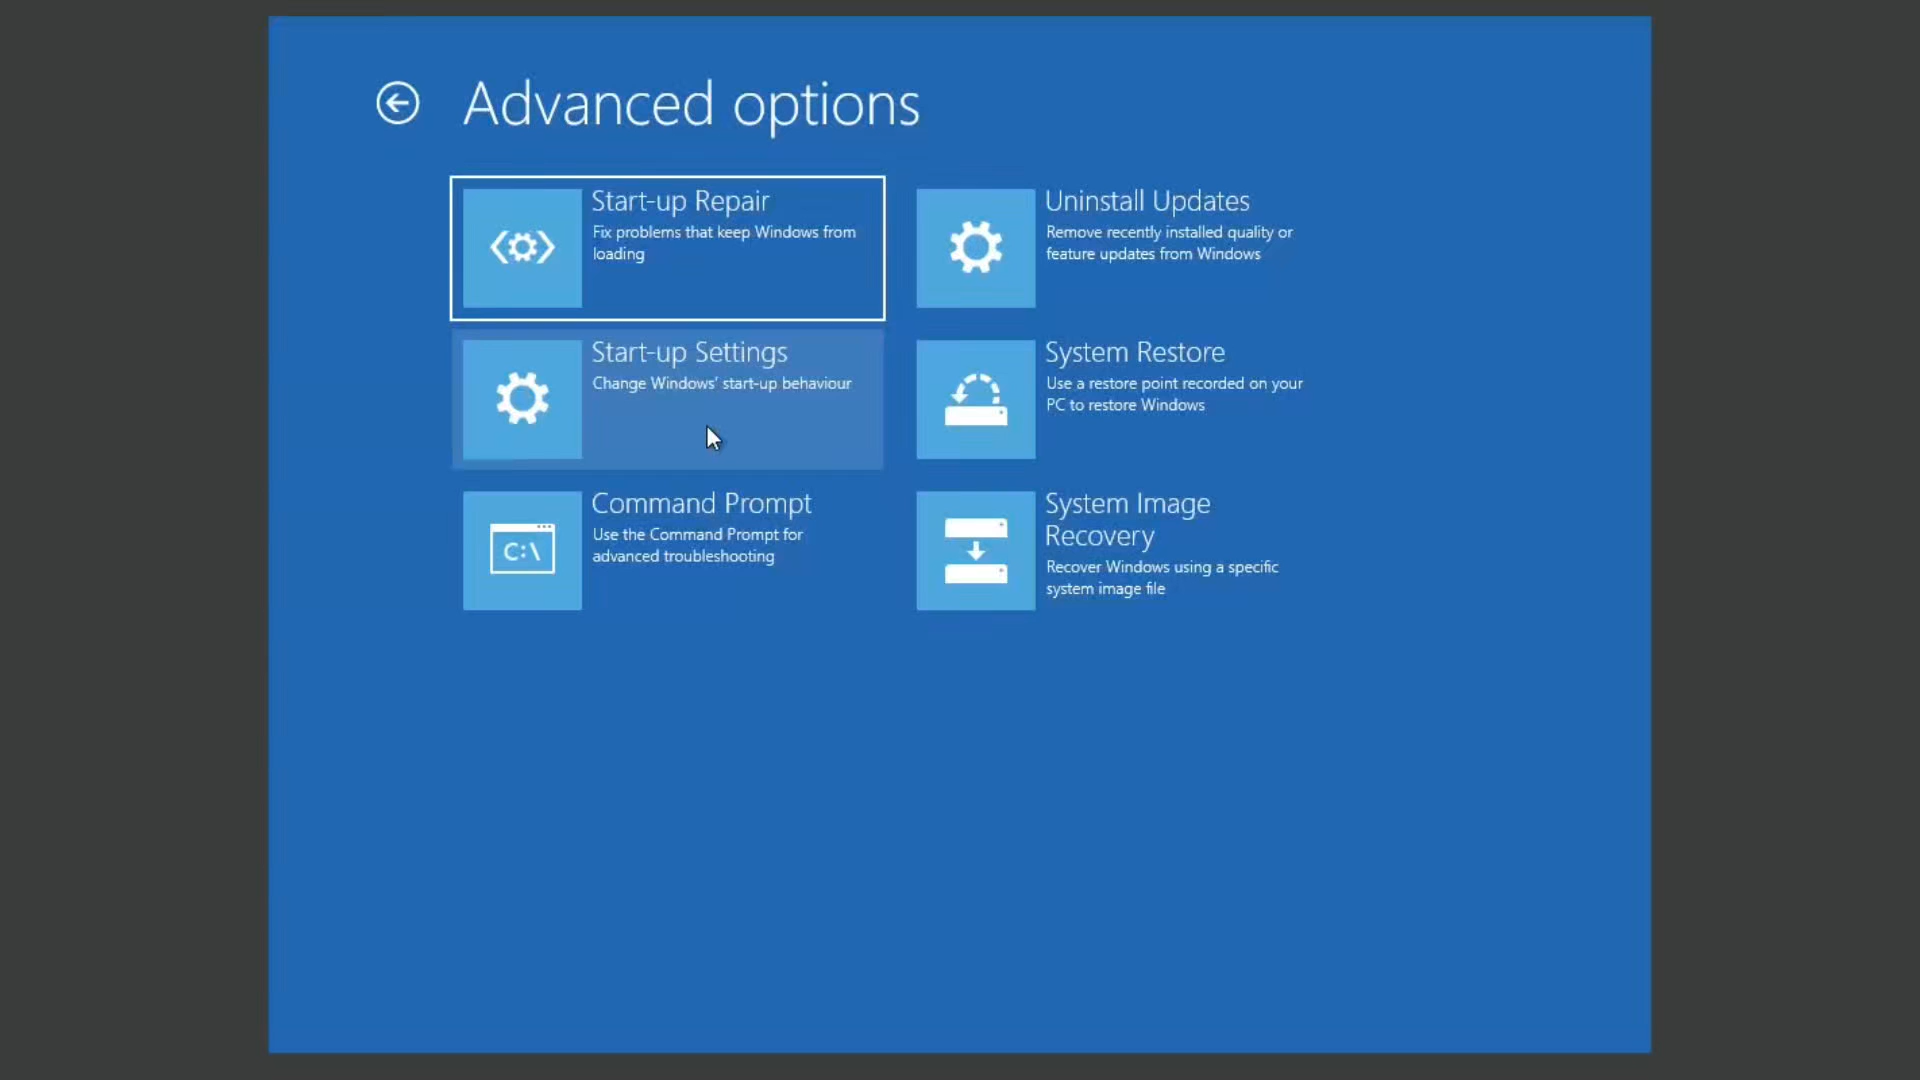 Advanced options
Start-up Repair
Fix problems that keep Windows from
loading
Uninstall Updates
Remove recently installed quality or
feature updates from Windows
Start-up Settings
Change Windows' start-up behaviour
System Restore
Use a restore point recorded on your
PC to restore Windows
Command Prompt
Use the Command Prompt for
advanced troubleshooting
C:\
System Image
Recovery
Recover Windows using a specific
system image file